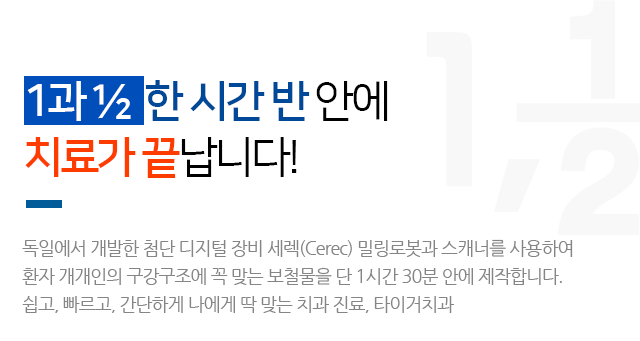 1과 ½ 한 시간 반 안에
치료가 끝납니다!
독일에서 개발한 첨단 디지털 장비 세렉(Cerec) 밀링로봇과 스캐너를 사용하여
환자 개개인의 구강구조에 꼭 맞는 보철물을 단 1시간 30분 안에 제작합니다.
쉽고, 빠르고, 간단하게 나에게 딱 맞는 치과 진료, 타이거치과
1, ½